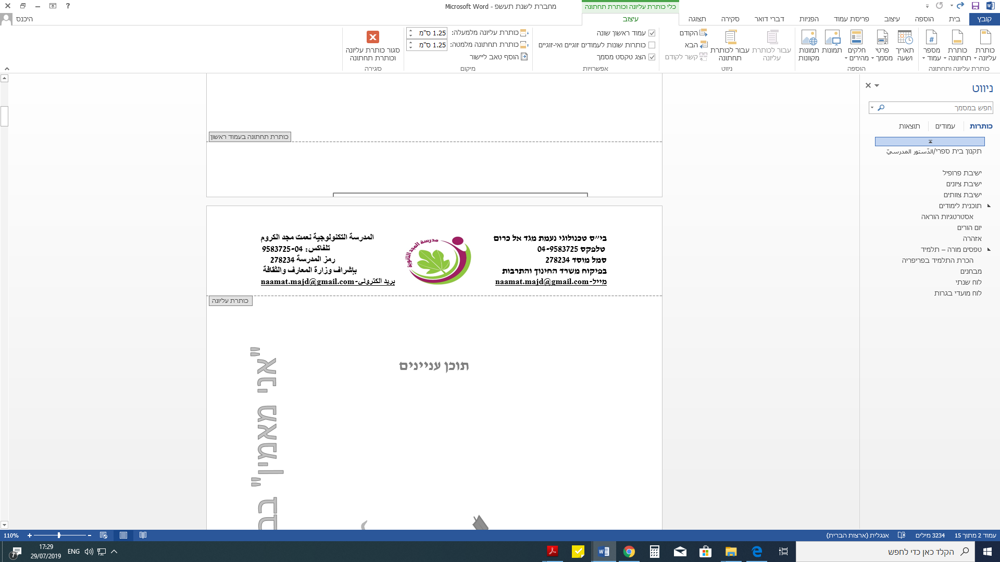 מחברת לשנת תעשפ - Microsoft Word
כלי כותרת עליונה וכותרת תחתונה
היכנס
קובץ
בית
הוספה
עיצוב
פריסת עמוד
הפניות
דברי דואר
סקירה
תצוגה
עיצוב
כותרת עליונה
כותרת תחתונה
מספר עמוד
כותרת עליונה ותחתונה
תאריך ושעה
פרטי מסמך
חלקים מהירים
תמונות
תמונות מקוונות
הוספה
עבור לכותרת עליונה
עבור לכותרת תחתונה
הקודם
הבא
קשר לקודם
ניווט
עמוד ראשון שונה
כותרות שונות לעמודים זוגיים ואי-זוגיים
הצג טקסט מסמך
אפשרויות
כותרת עליונה מלמעלה: 1.25 ס"מ
כותרת תחתונה מלמטה: 1.25 ס"מ
הוסף טאב ליישור
מיקום
סגור כותרת עליונה וכותרת תחתונה
סגירה
ניווט
חפש במסמך
כותרות
עמודים
תוצאות
תקנון בית ספרי/الدّستور المدرسيّ
ישיבת פרופיל
ישיבת ציונים
ישיבת צוותים
תוכנית לימודים
אסטרטגיות הוראה
יום הורים
אזהרה
טפסים מורה – תלמיד
הכרת התלמיד בפריפריה
מבחנים
לוח שנתי
לוח מועדי בגרות
כותרת תחתונה בעמוד ראשון
בי"ס טכנולוגי נעמת מגד אל כרום
טלפקס 04-9583725
סמל מוסד 278234
בפיקוח משרד החינוך והתרבות
מייל-naamat.majd@gmail.com
مدرسة المجد الثانوية
المدرسة التكنولوجية نعمت مجد الكروم
تلفاكس: 04-9583725
رمز المدرسة 278234
بإشراف وزارة المعارف والثقافة
بريد الكتروني-naamat.majd@gmail.com
כותרת עליונה
תוכן עניינים
"אני מאמין" בב
עמוד 2 מתוך 15
3234 מילים
אנגלית (ארצות הברית)
110%
הקלד כאן כדי לחפש
ENG
17:29
29/07/2019
7